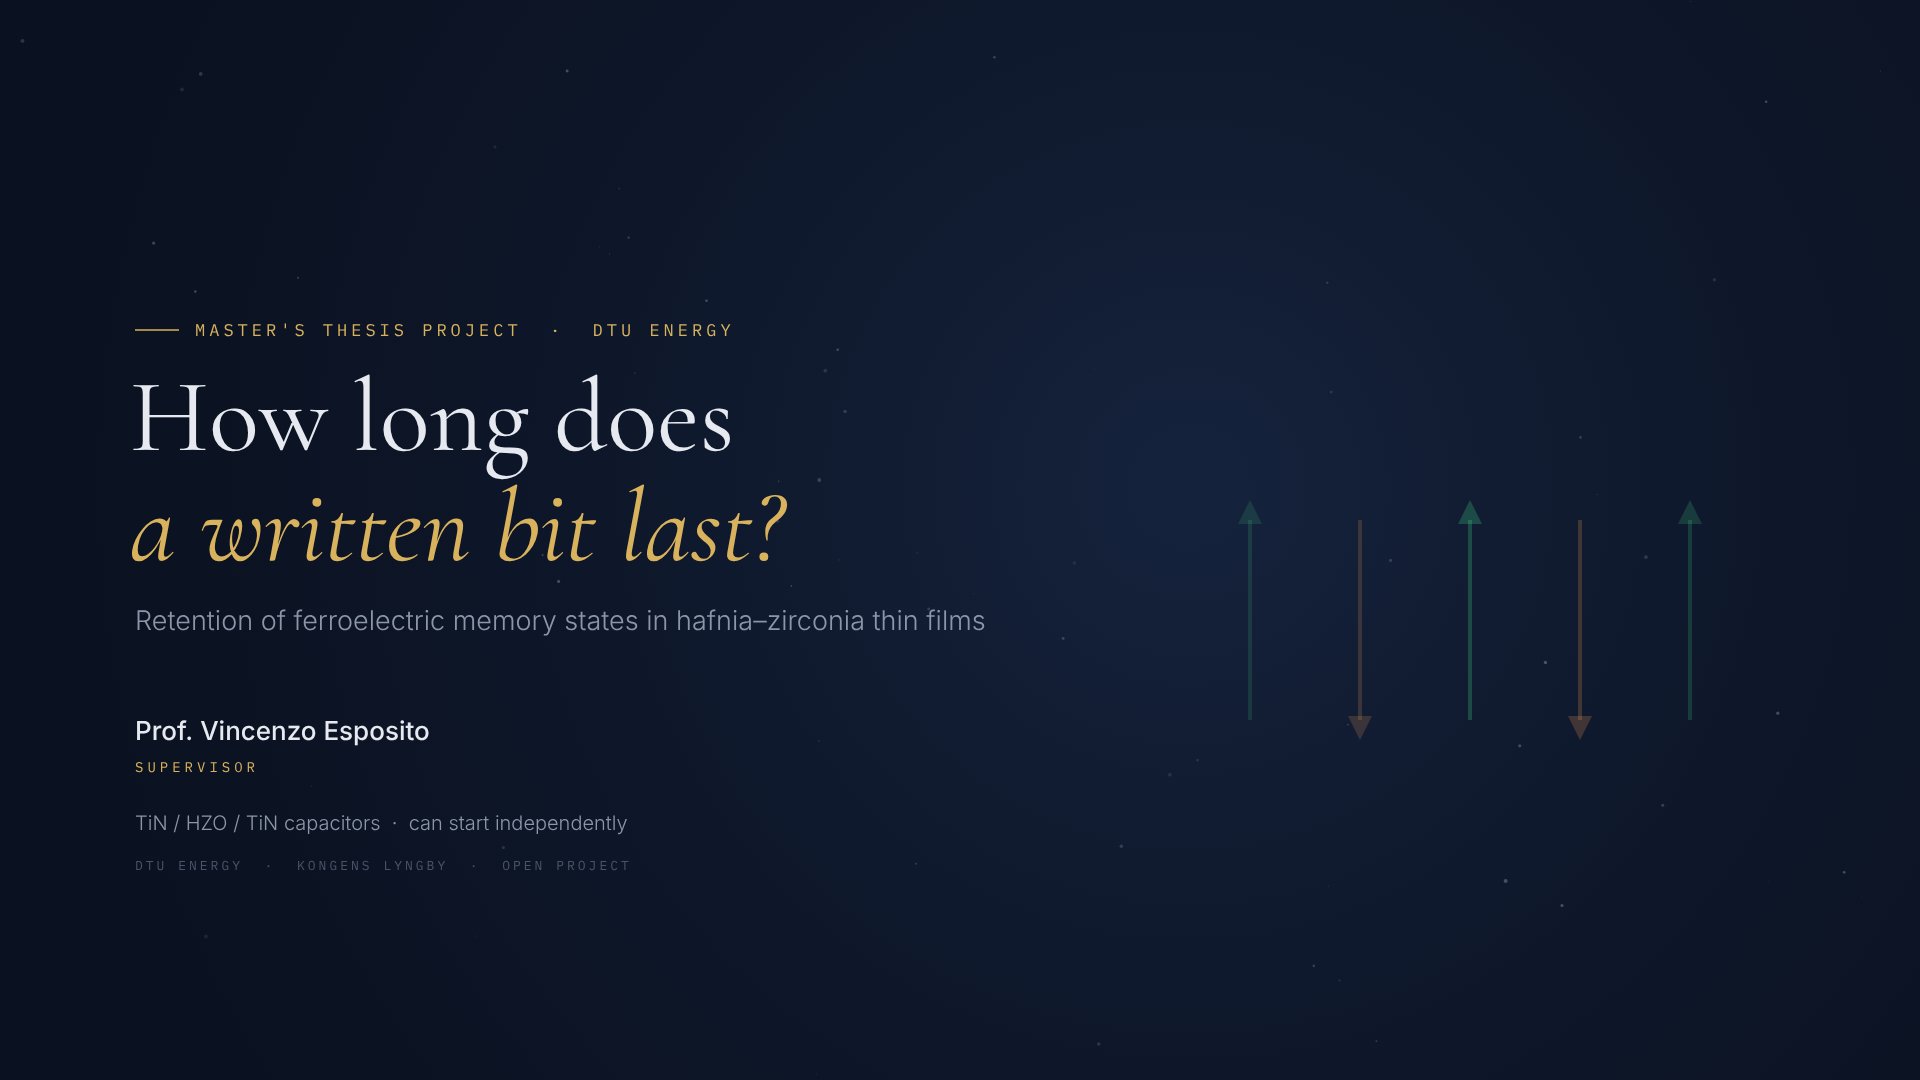 MASTER'S THESIS PROJECT · DTU ENERGY
How long does
a written bit last?
Retention of ferroelectric memory states in hafnia–zirconia thin films
Prof. Vincenzo Esposito
SUPERVISOR
TiN / HZO / TiN capacitors · can start independently
DTU ENERGY · KONGENS LYNGBY · OPEN PROJECT